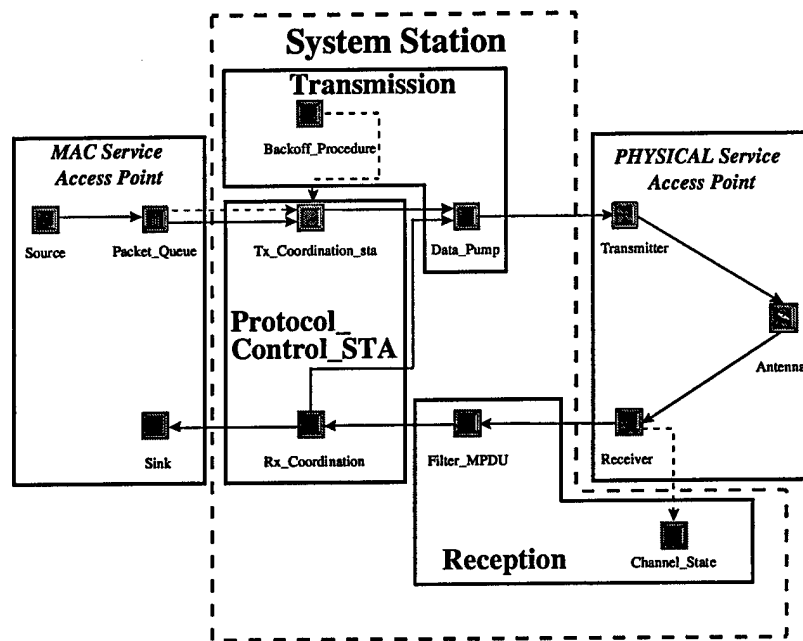 System Station
Transmission
Backoff_Procedure
MAC Service
Access Point
PHYSICAL Service
Access Point
Source
Packet_Queue
Tx_Coordination_sta
Data_Pump
Transmitter
Protocol_
Control_STA
Antenna
Sink
Rx_Coordination
Filter_MPDU
Receiver
Reception
Channel_State